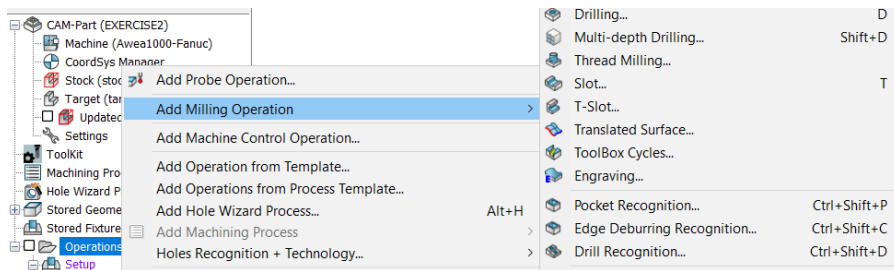 CAM-Part (EXERCISE2)
Machine (Awea1000-Fanuc)
CoordSys Manager
Stock (stoc
Target (tar
Updated
Settings
ToolKit
Machining Pro
Hole Wizard P
Stored Geome
Stored Fixture
Operations
Setup
Add Probe Operation...
Add Milling Operation >
Add Machine Control Operation...
Add Operation from Template...
Add Operations from Process Template...
Add Hole Wizard Process... Alt+H
Add Machining Process >
Holes Recognition + Technology... >
Drilling... D
Multi-depth Drilling... Shift+D
Thread Milling...
Slot... T
T-Slot...
Translated Surface...
ToolBox Cycles...
Engraving...
Pocket Recognition... Ctrl+Shift+P
Edge Deburring Recognition... Ctrl+Shift+C
Drill Recognition... Ctrl+Shift+D